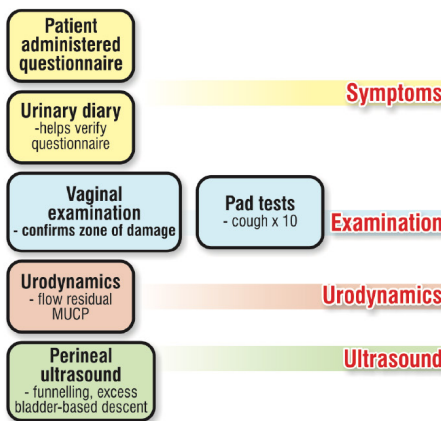 Patient
administered
questionnaire
Symptoms
Urinary diary
-helps verify
questionnaire
Vaginal
examination
- confirms zone of damage
Pad tests
- cough x 10
Examination
Urodynamics
- flow residual
MUCP
Urodynamics
Perineal
ultrasound
- funnelling, excess
bladder-based descent
Ultrasound